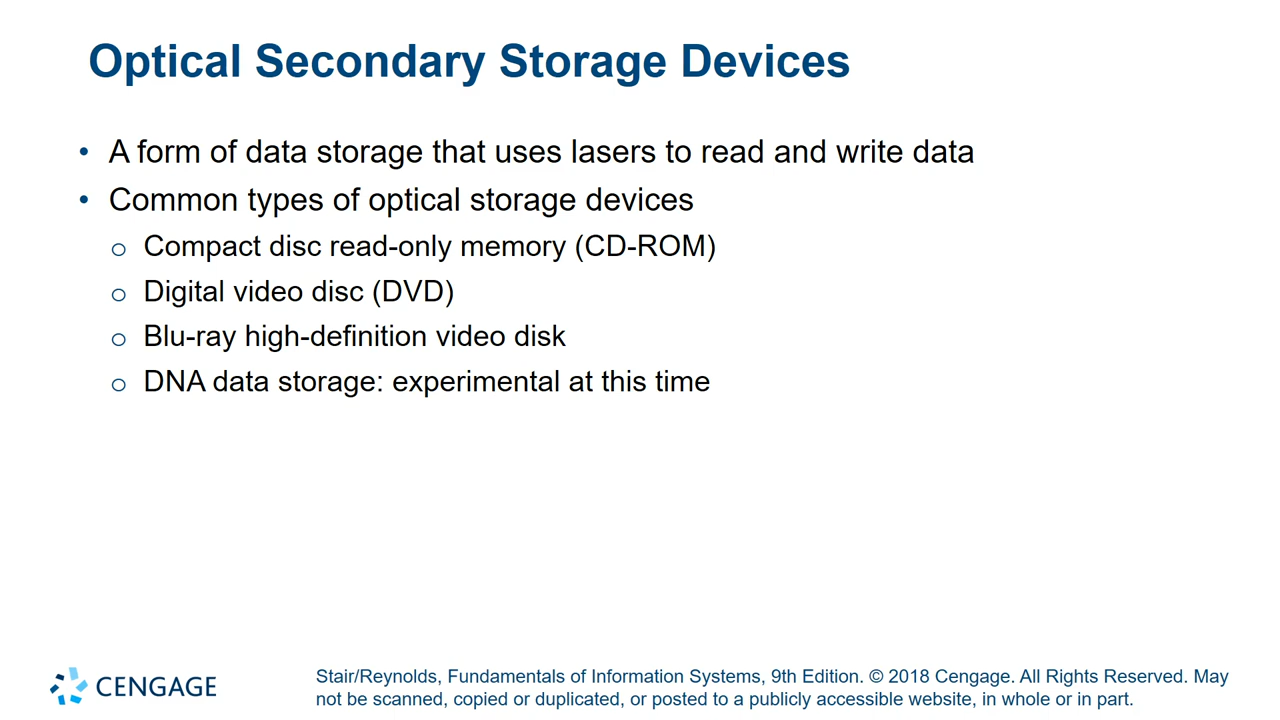 Optical Secondary Storage Devices
• A form of data storage that uses lasers to read and write data
• Common types of optical storage devices
o Compact disc read-only memory (CD-ROM)
o Digital video disc (DVD)
o Blu-ray high-definition video disk
o DNA data storage: experimental at this time
CENGAGE
Stair/Reynolds, Fundamentals of Information Systems, 9th Edition. © 2018 Cengage. All Rights Reserved. May
not be scanned, copied or duplicated, or posted to a publicly accessible website, in whole or in part.